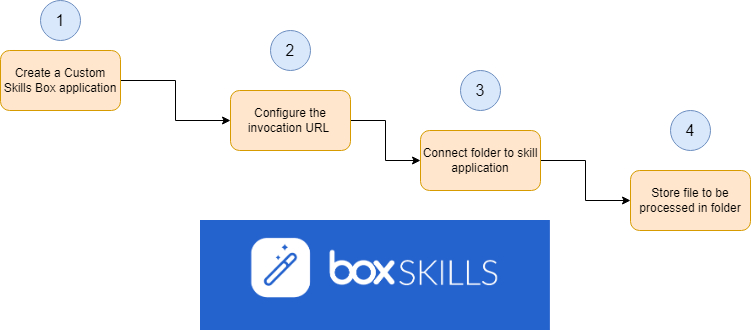 1
Create a Custom
Skills Box application
2
Configure the
invocation URL
3
Connect folder to skill
application
4
Store file to be
processed in folder
box SKILLS